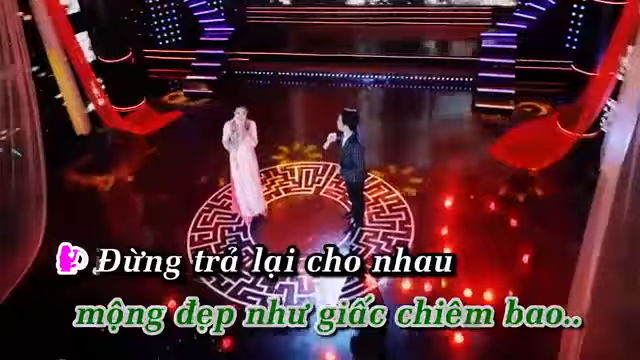 Đừng trả lại cho nhau
mộng đẹp như giấc chiêm bao..